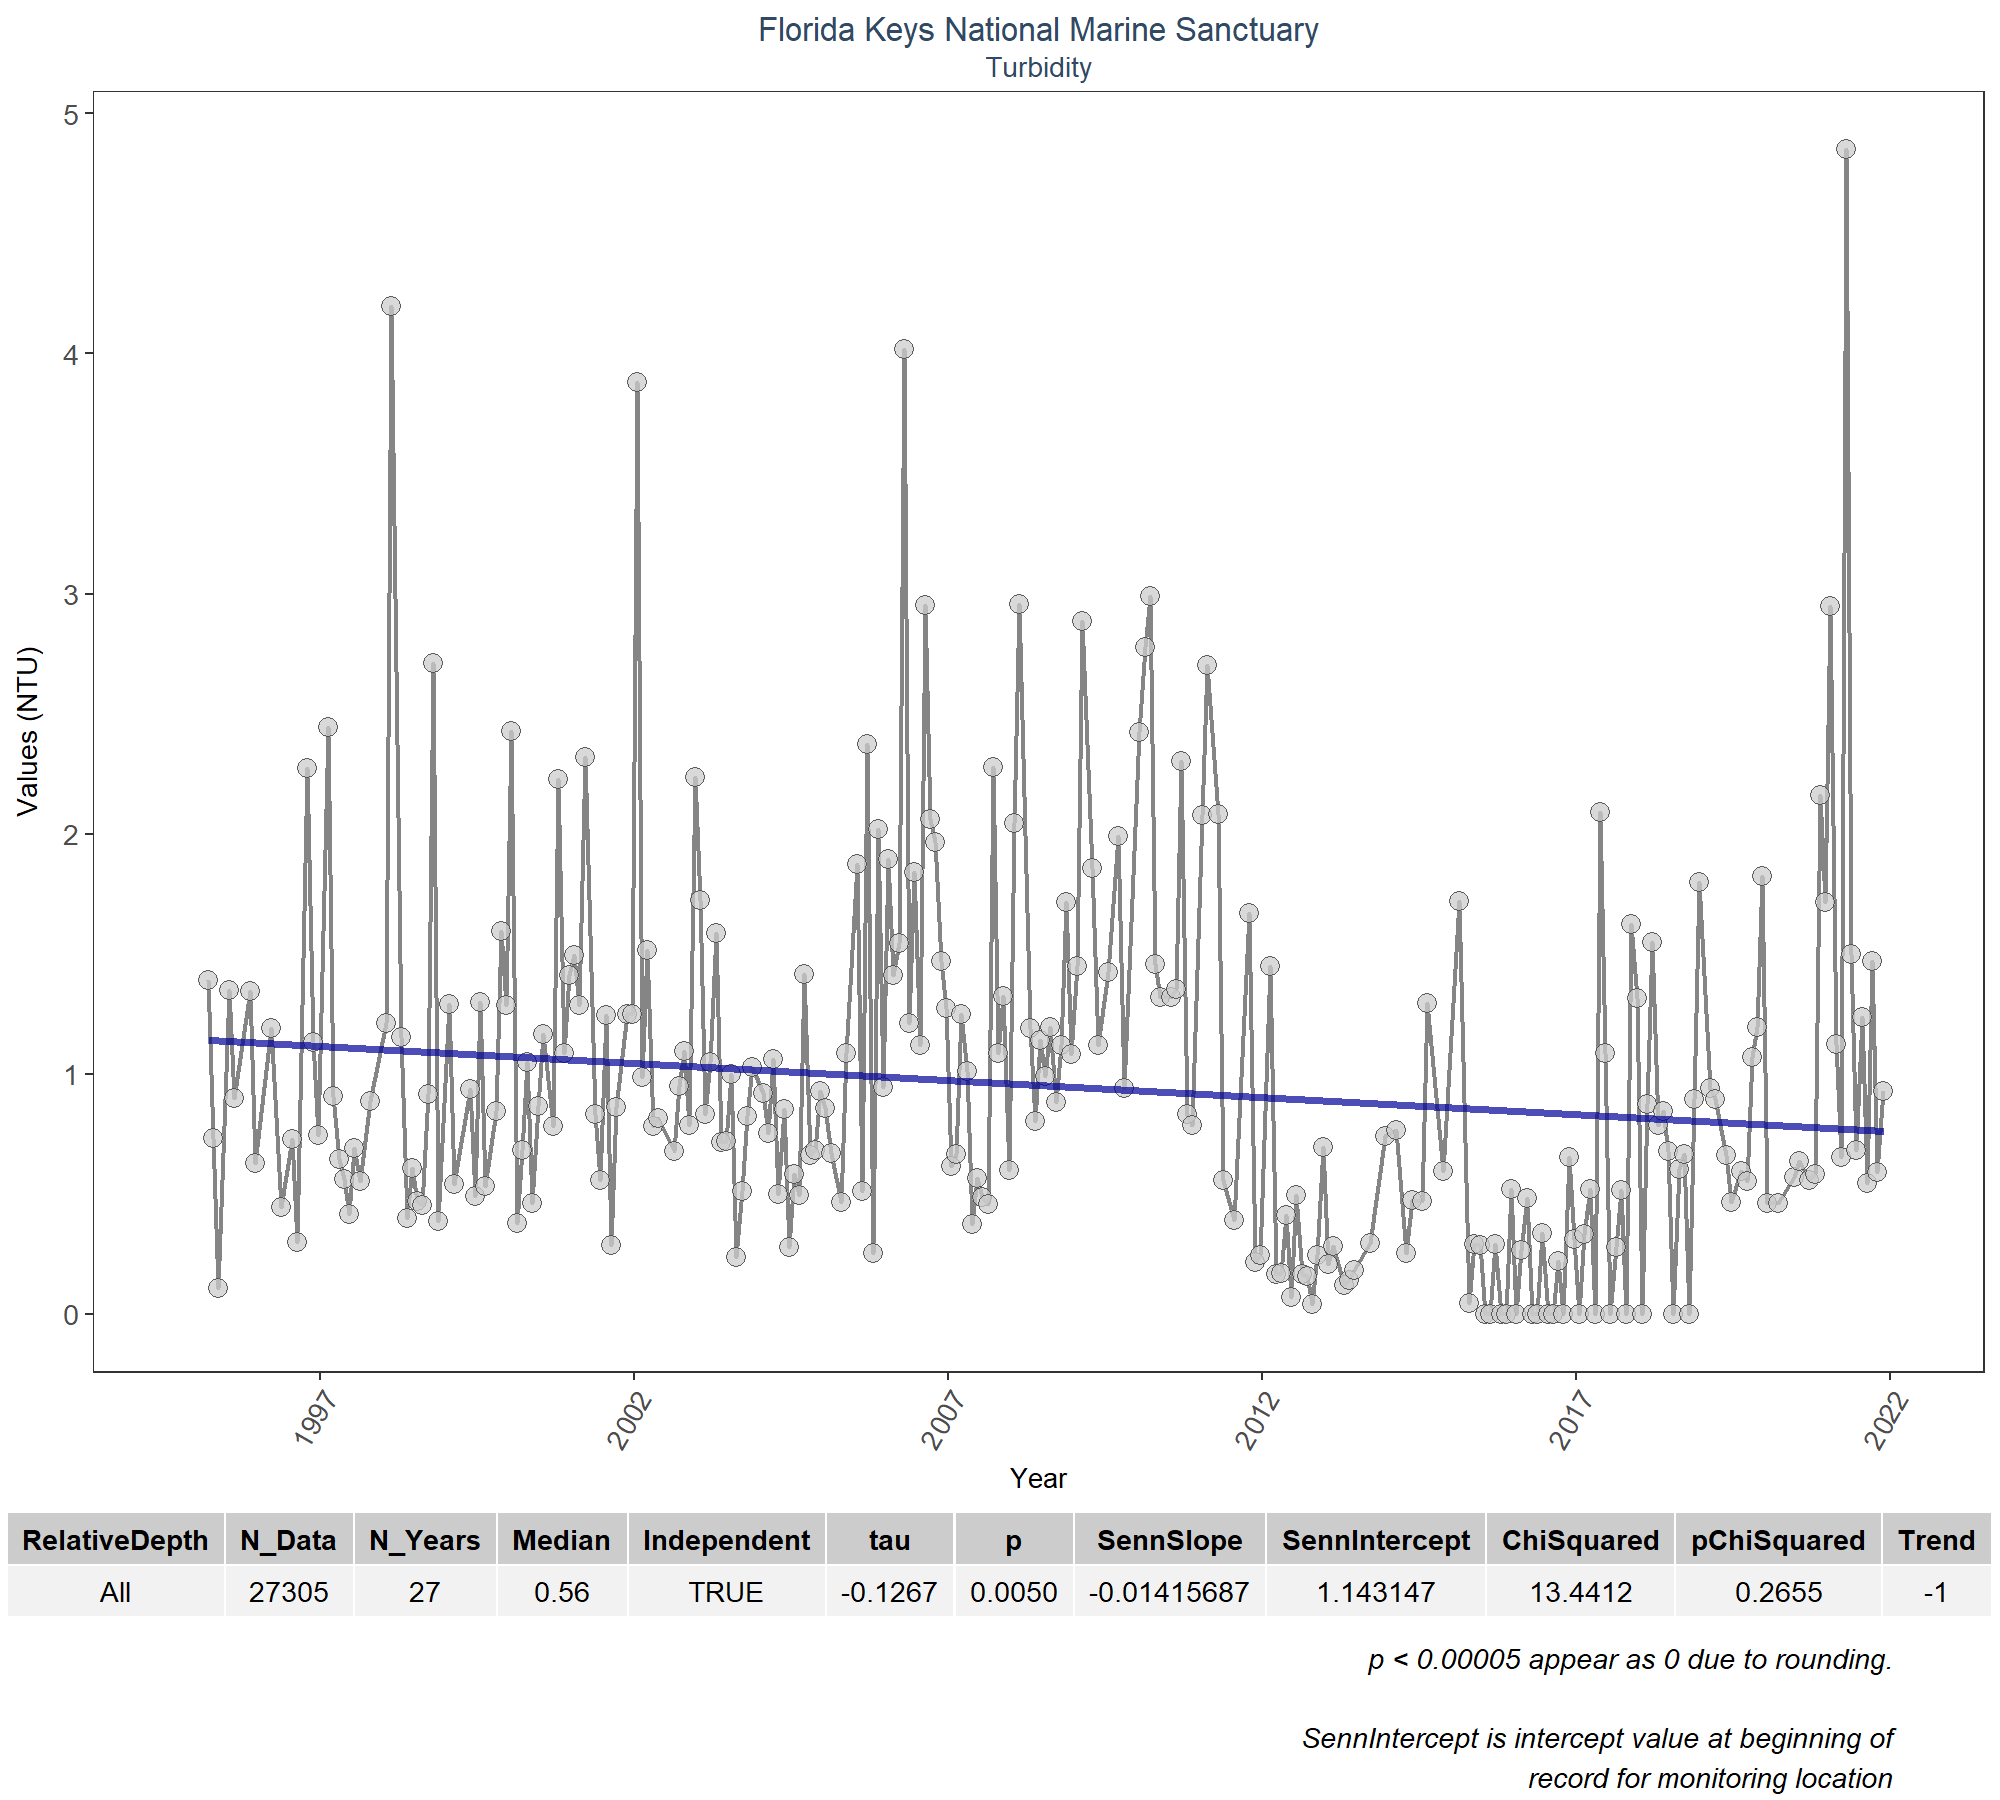 Florida Keys National Marine Sanctuary
Turbidity
Values (NTU)
5
4
3
2
1
0
1997
2002
2007
2012
2017
2022
Year
RelativeDepth N_Data N_Years Median Independent tau p SennSlope SennIntercept ChiSquared pChiSquared Trend
All 27305 27 0.56 TRUE -0.1267 0.0050 -0.01415687 1.143147 13.4412 0.2655 -1
p < 0.00005 appear as 0 due to rounding.
SennIntercept is intercept value at beginning of
record for monitoring location